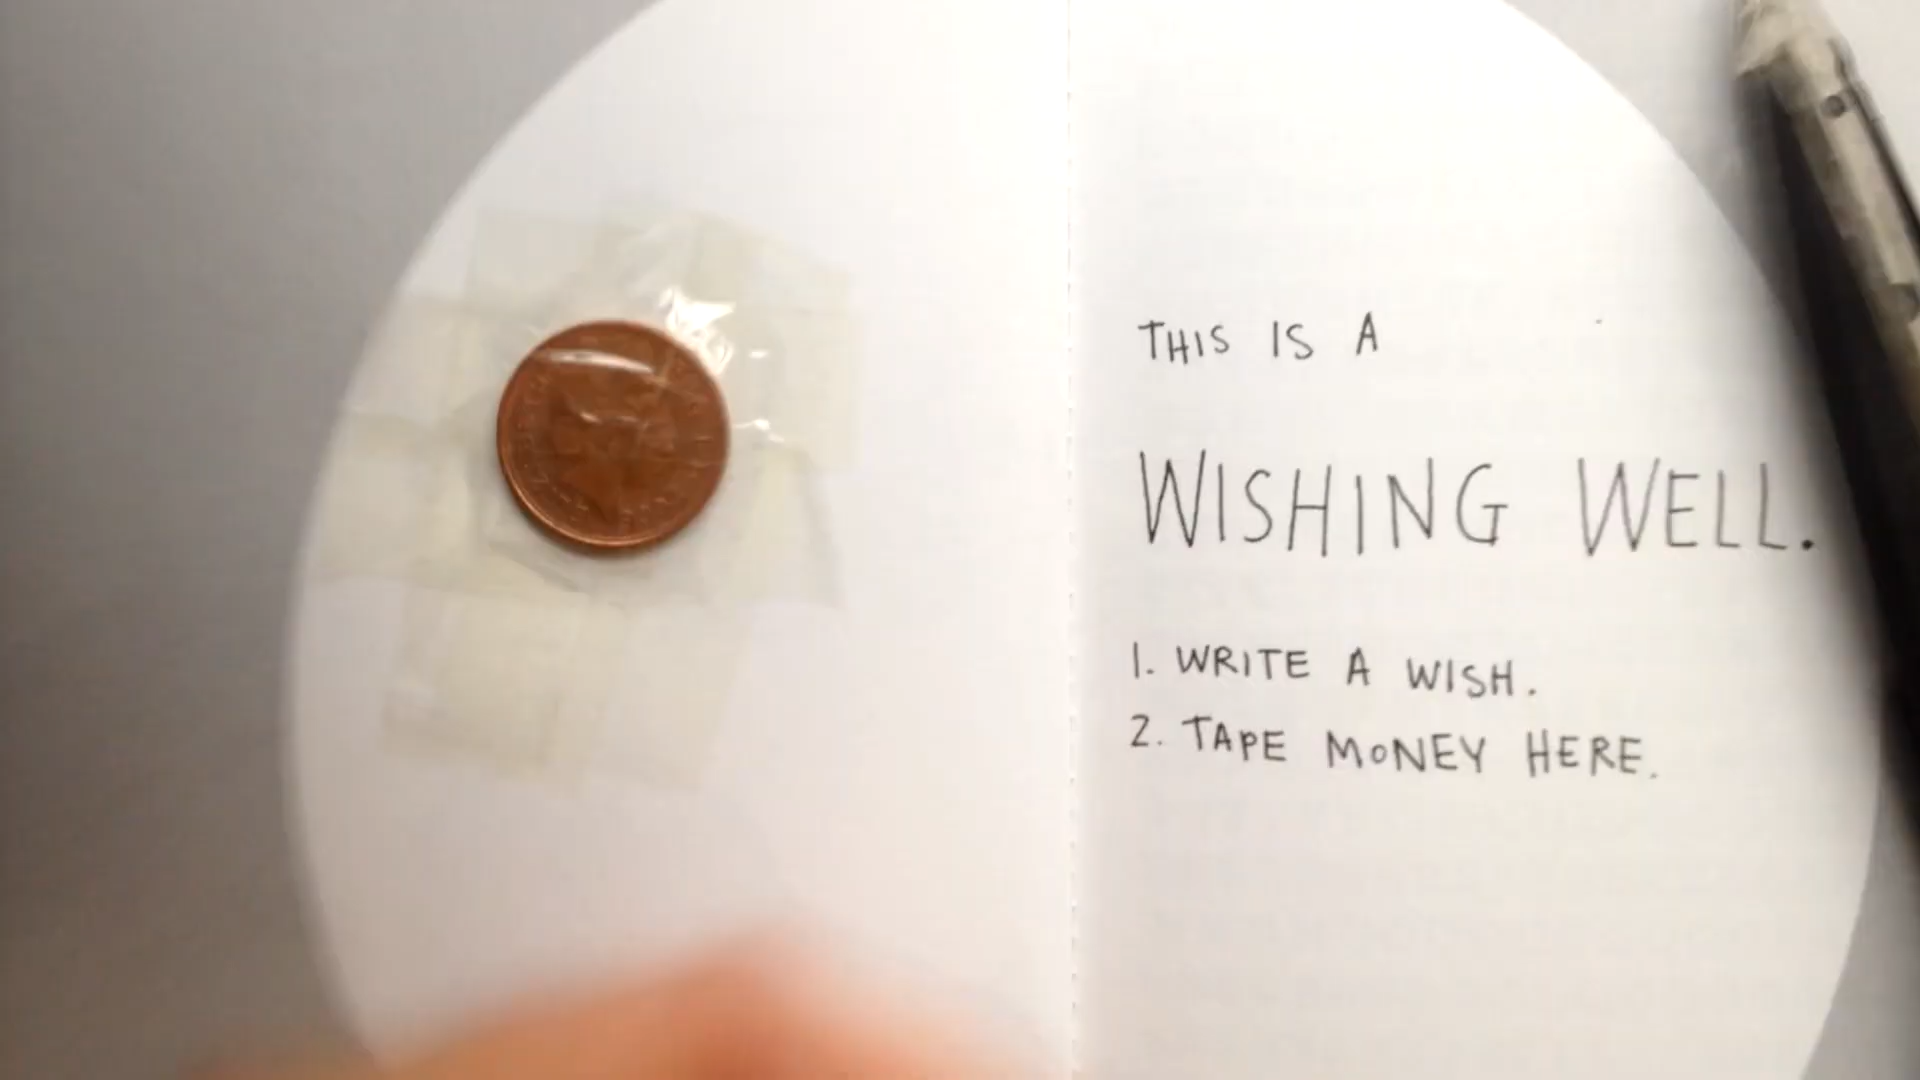 THIS IS A
WISHING WELL.
1. WRITE A WISH.
2. TAPE MONEY HERE.